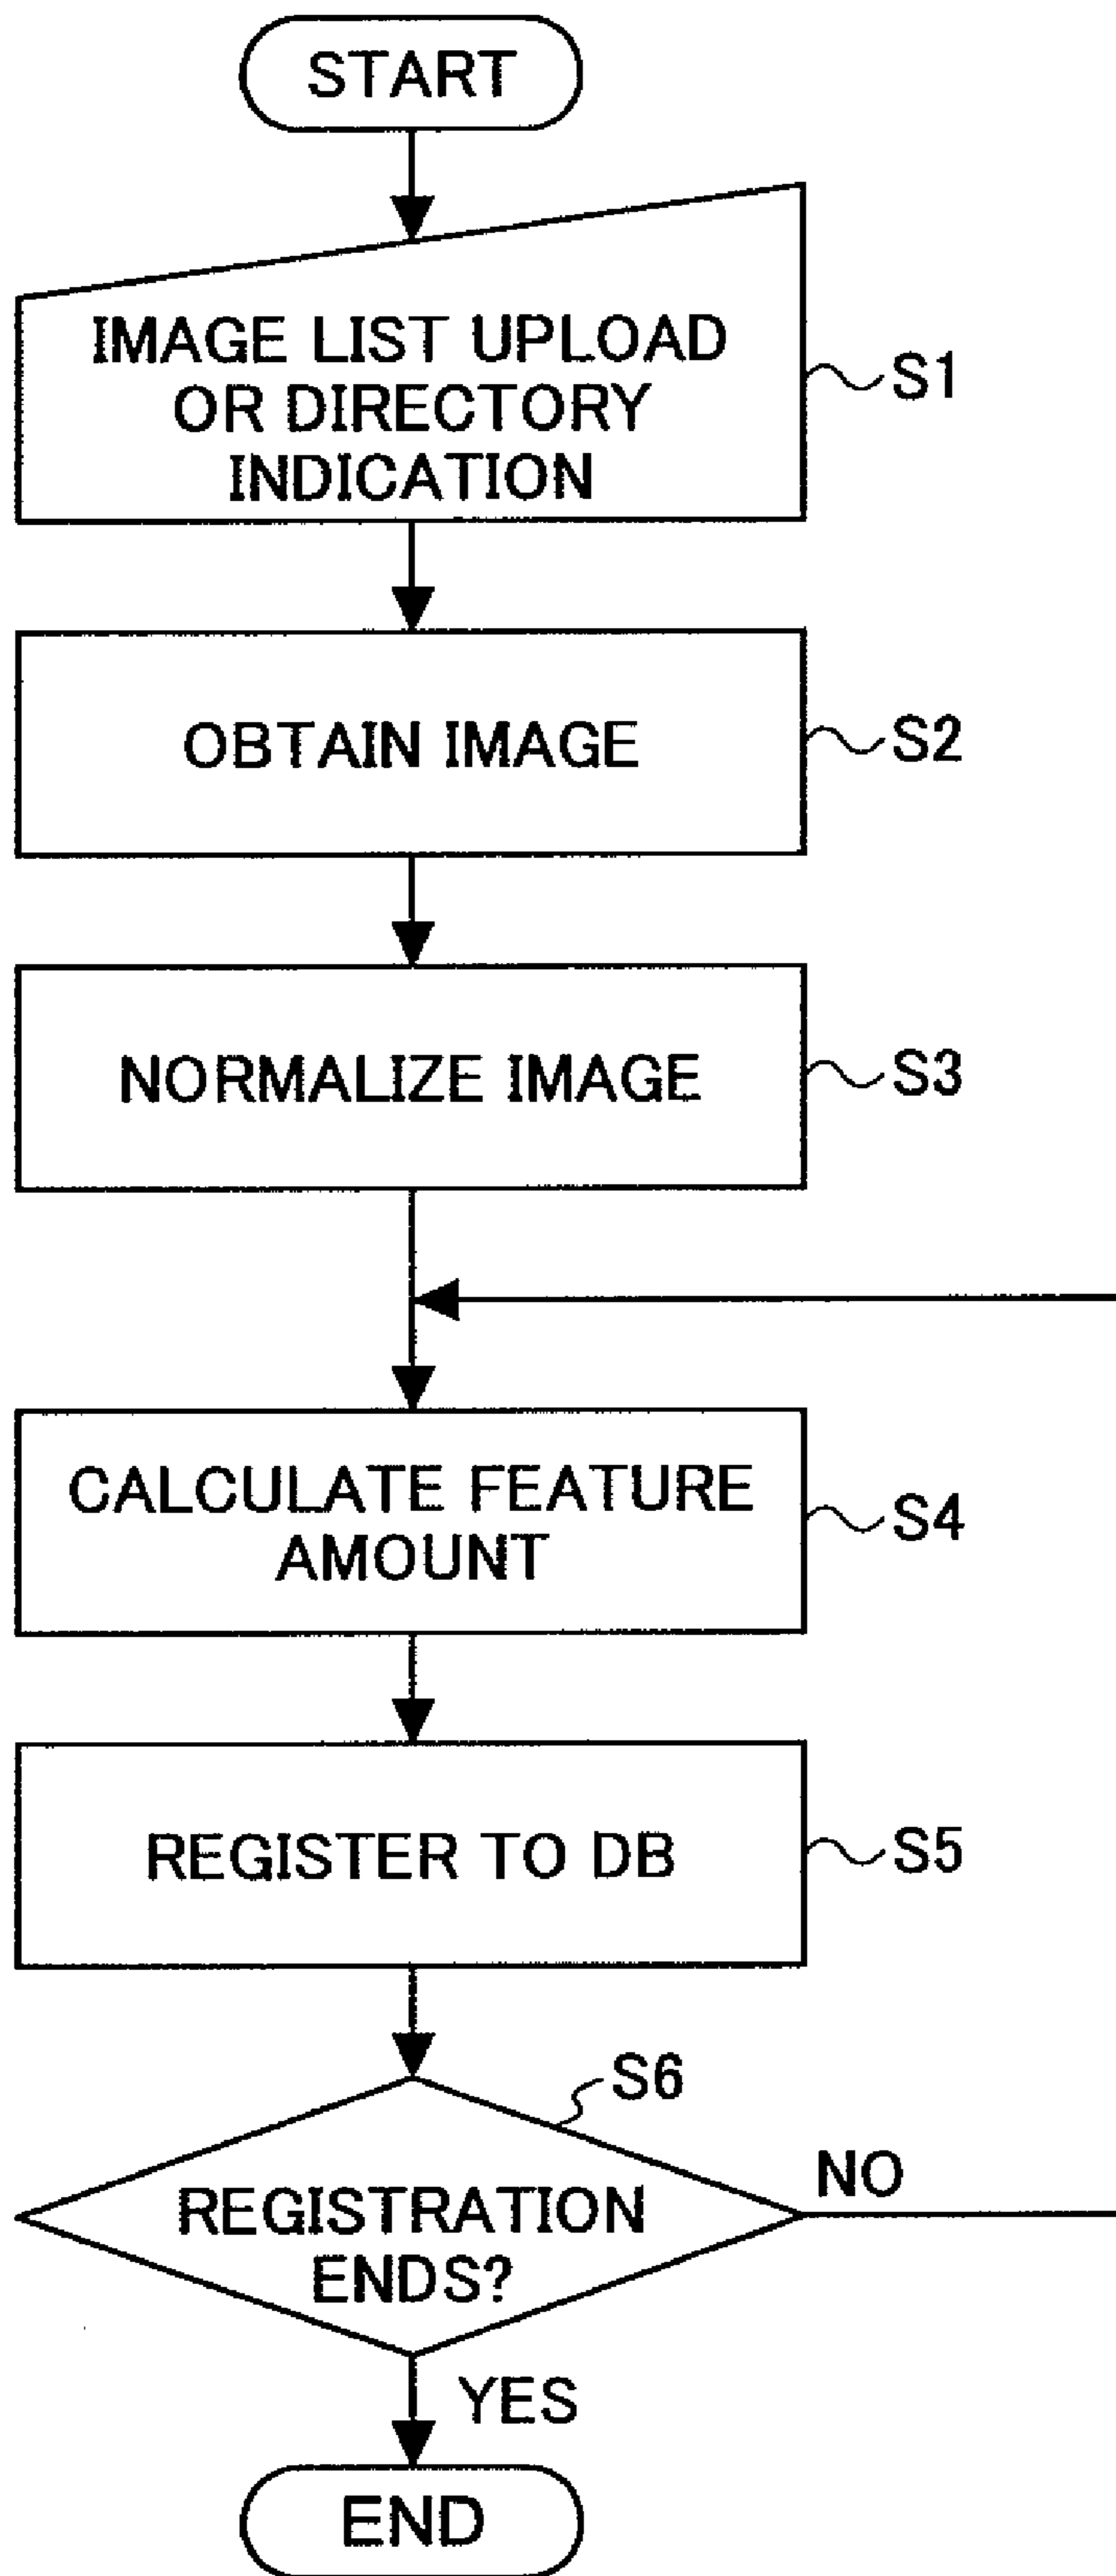 START
IMAGE LIST UPLOAD
OR DIRECTORY
INDICATION
S1
OBTAIN IMAGE
S2
NORMALIZE IMAGE
S3
CALCULATE FEATURE
AMOUNT
S4
REGISTER TO DB
S5
S6
REGISTRATION
ENDS?
NO
YES
END